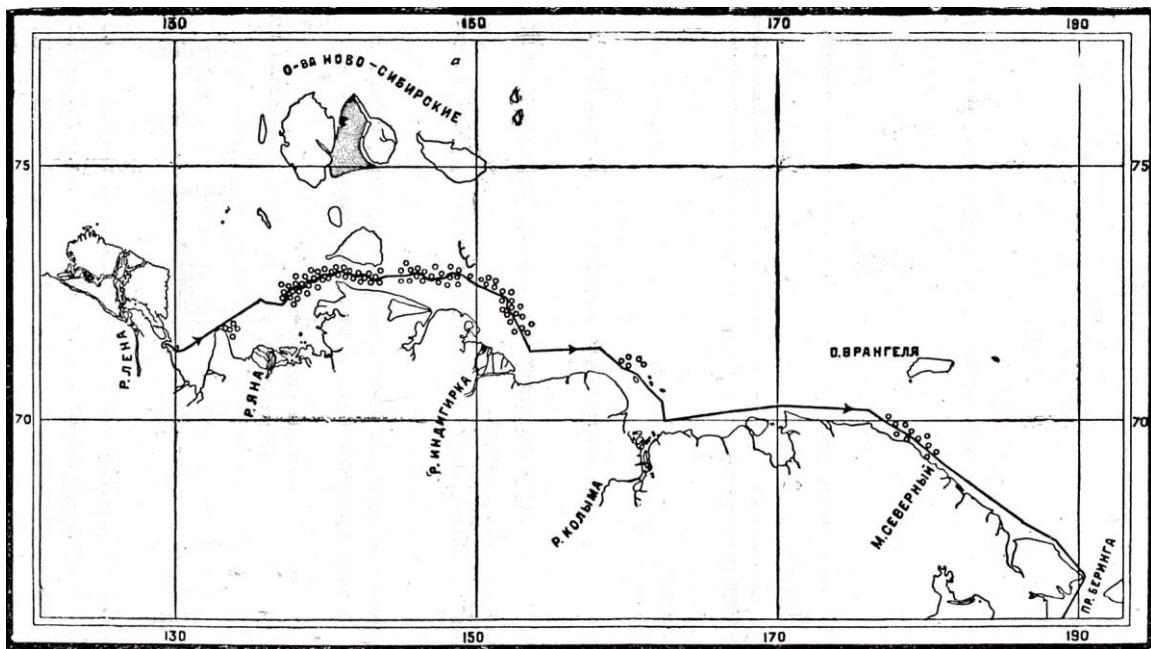 130 150 170 190
О-ВА НОВО-СИБИРСКИЕ
а
75 75
Р. ЛЕНА
Р. ЯНА
Р. ИНДИГИРКА
О. ВРАНГЕЛЯ
70 70
Р. КОЛЫМА
М. СЕВЕРНЫЙ
ПР. БЕРИНГА
130 150 170 190